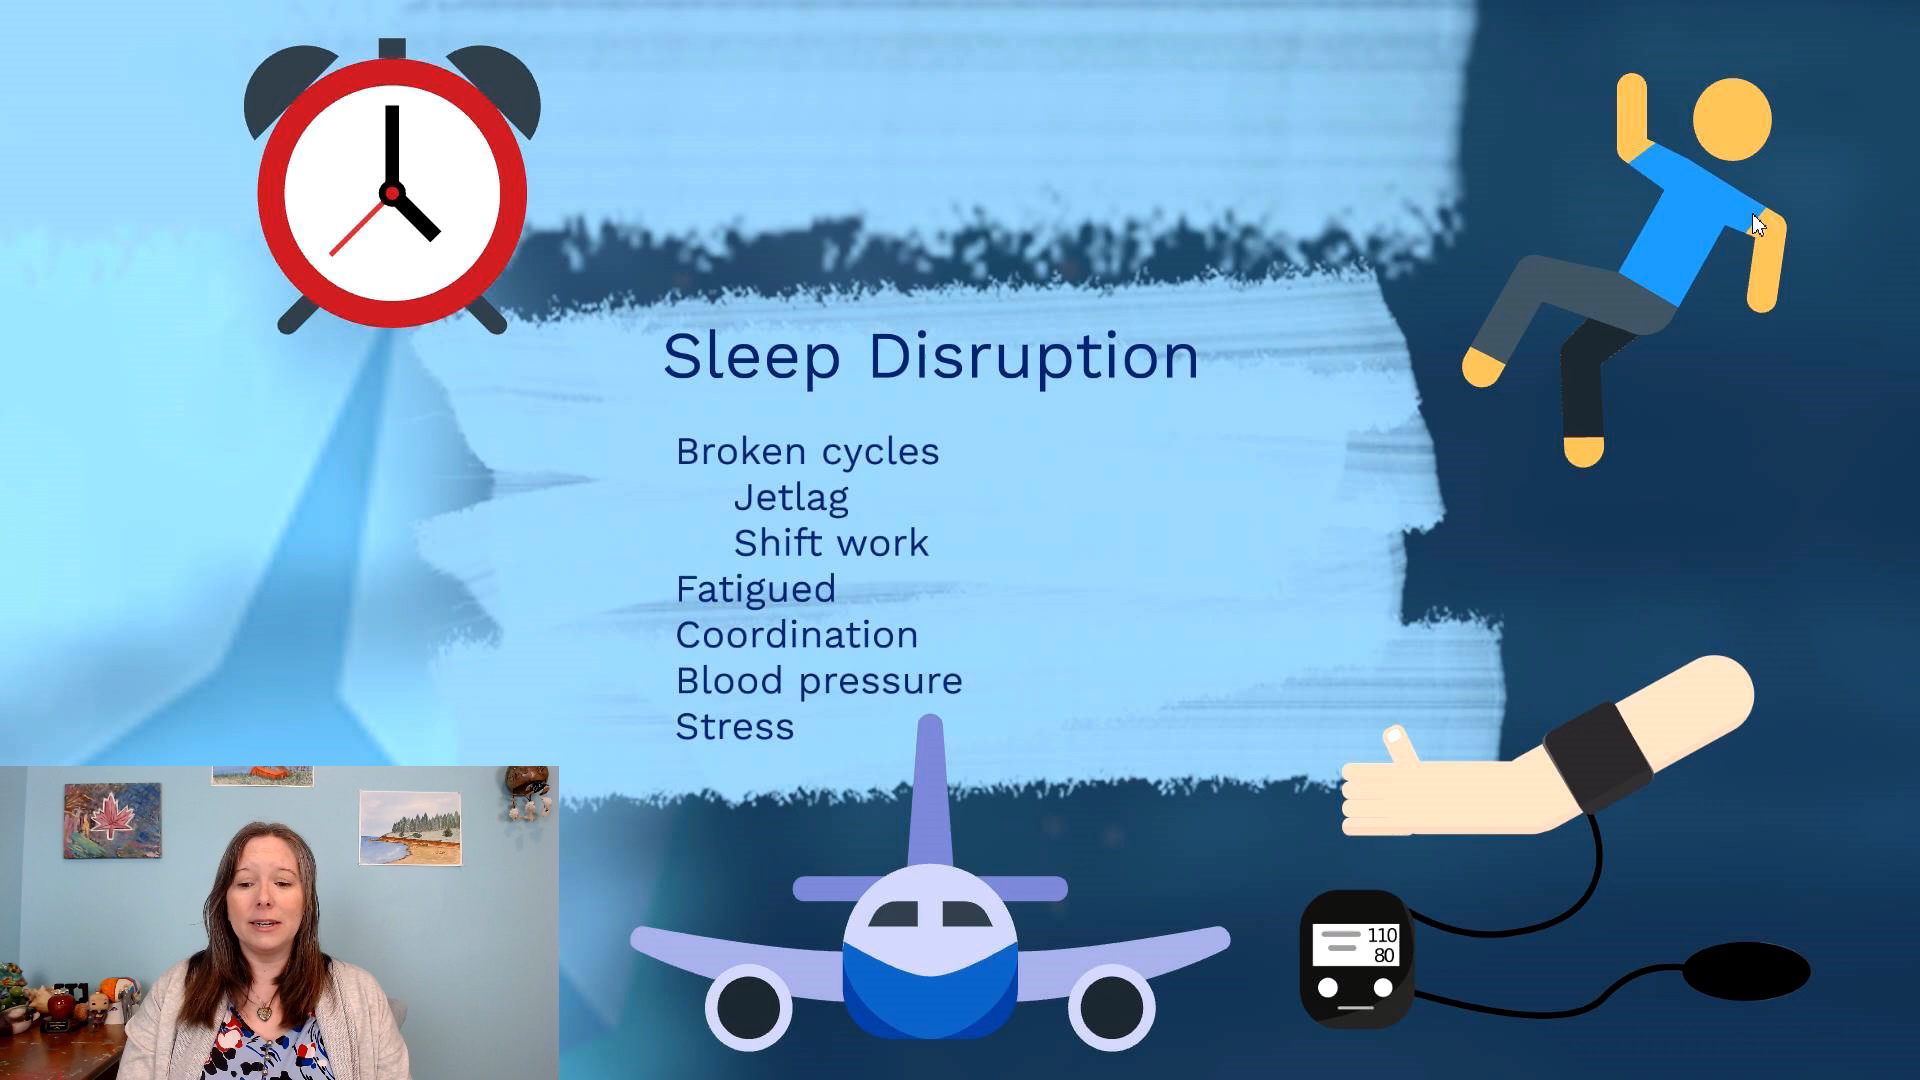 Sleep Disruption
Broken cycles
Jetlag
Shift work
Fatigued
Coordination
Blood pressure
Stress
110
80